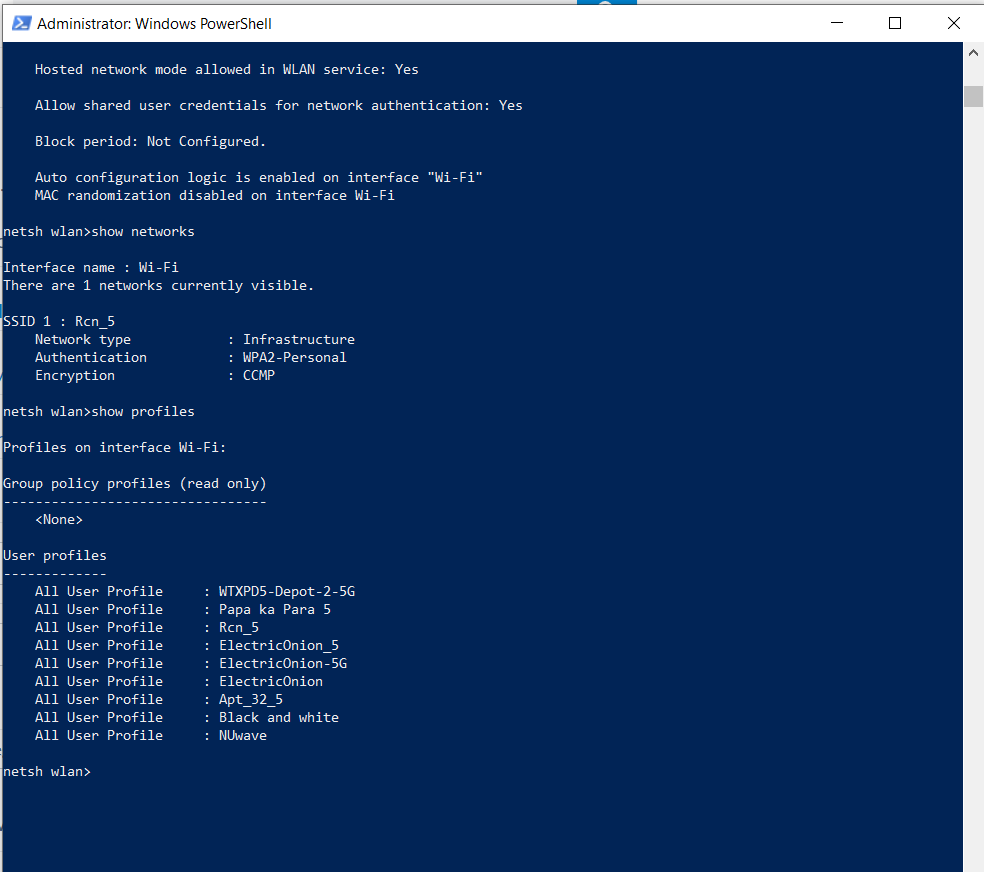 Administrator: Windows PowerShell
Hosted network mode allowed in WLAN service: Yes
Allow shared user credentials for network authentication: Yes
Block period: Not Configured.
Auto configuration logic is enabled on interface "Wi-Fi"
MAC randomization disabled on interface Wi-Fi
netsh wlan>show networks
Interface name : Wi-Fi
There are 1 networks currently visible.
SSID 1 : Rcn_5
Network type : Infrastructure
Authentication : WPA2-Personal
Encryption : CCMP
netsh wlan>show profiles
Profiles on interface Wi-Fi:
Group policy profiles (read only)
---------------------------------
<None>
User profiles
-------------
All User Profile : WTXPD5-Depot-2-5G
All User Profile : Papa ka Para 5
All User Profile : Rcn_5
All User Profile : ElectricOnion_5
All User Profile : ElectricOnion-5G
All User Profile : ElectricOnion
All User Profile : Apt_32_5
All User Profile : Black and white
All User Profile : NUwave
netsh wlan>